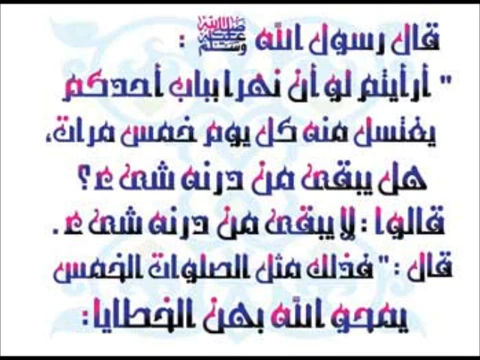 قال رسول الله ﷺ :
" أرأيتم لو أن نهرا بباب أحدكم
يغتسل منه كل يوم خمس مرات،
هل يبقى من درنه شيء ؟
قالوا : لا يبقى من درنه شيء .
قال : " فذلك مثل الصلوات الخمس
يمحو الله بهن الخطايا :